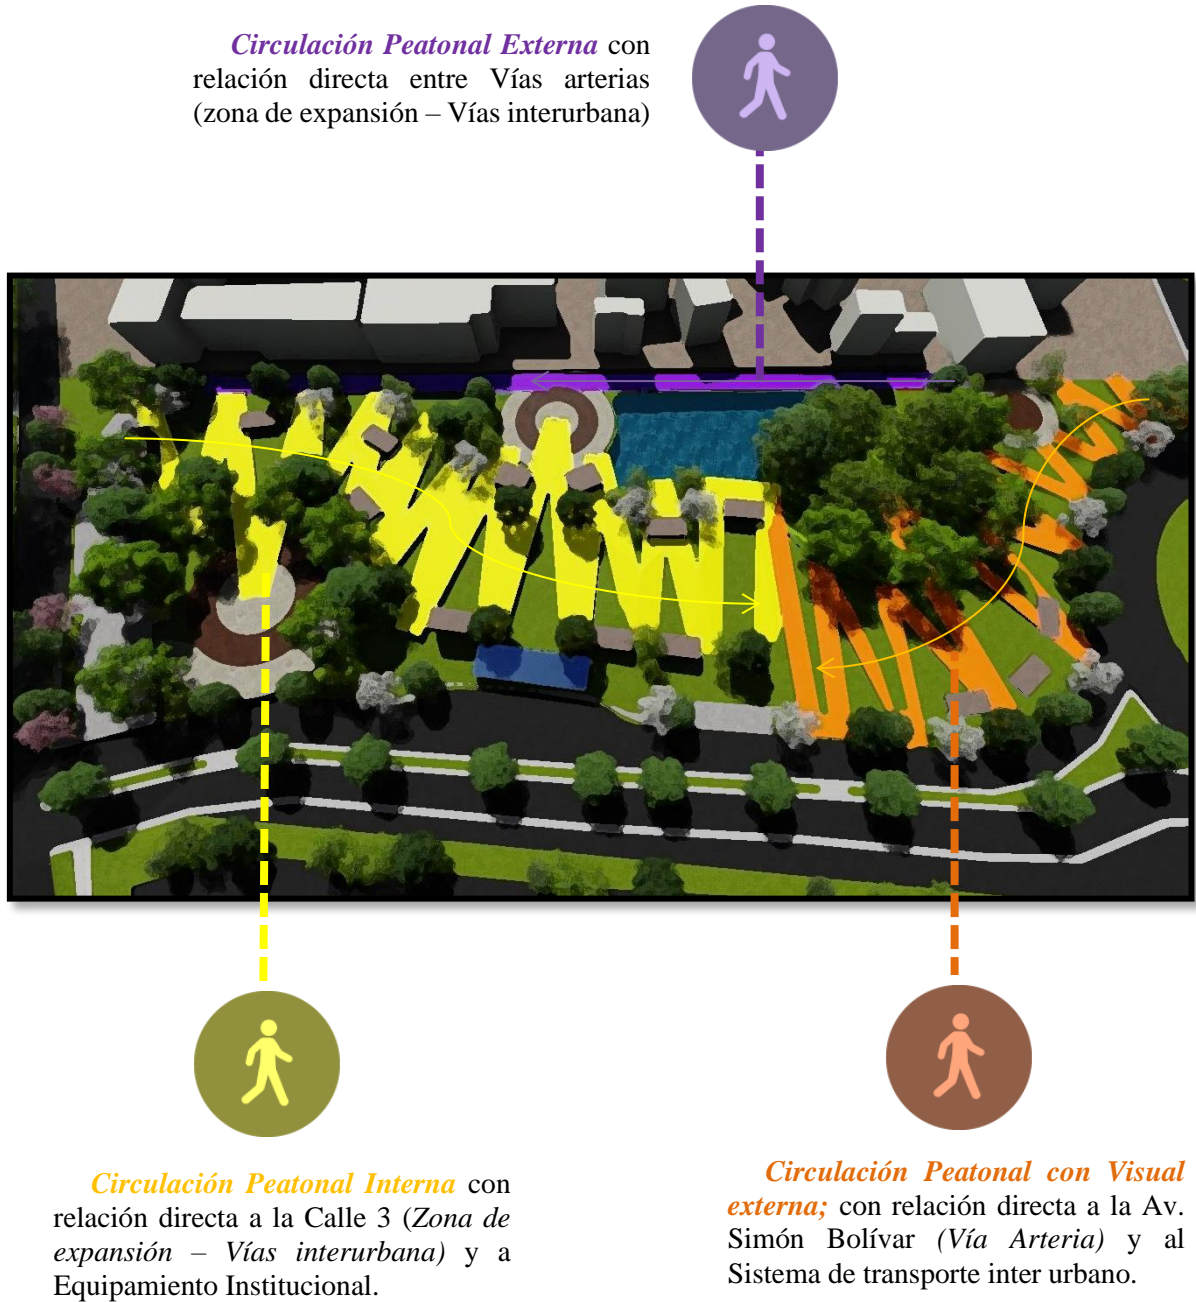 Circulación Peatonal Externa con
relación directa entre Vías arterias
(zona de expansión – Vías interurbana)
Circulación Peatonal Interna con
relación directa a la Calle 3 (Zona de
expansión – Vías interurbana) y a
Equipamiento Institucional.
Circulación Peatonal con Visual
externa; con relación directa a la Av.
Simón Bolívar (Vía Arteria) y al
Sistema de transporte inter urbano.